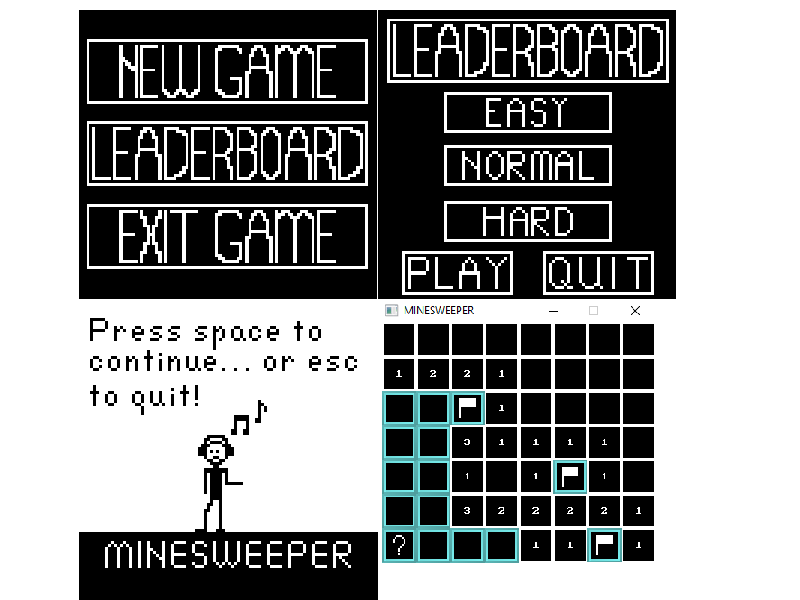 NEW GAME
LEADERBOARD
EXIT GAME
LEADERBOARD
EASY
NORMAL
HARD
PLAY QUIT
Press space to
continue... or esc
to quit!
MINESWEEPER
MINESWEEPER
1 2 2 1
1
3 1 1 1 1
1 1 1
3 2 2 2 2 1
? 1 1 1